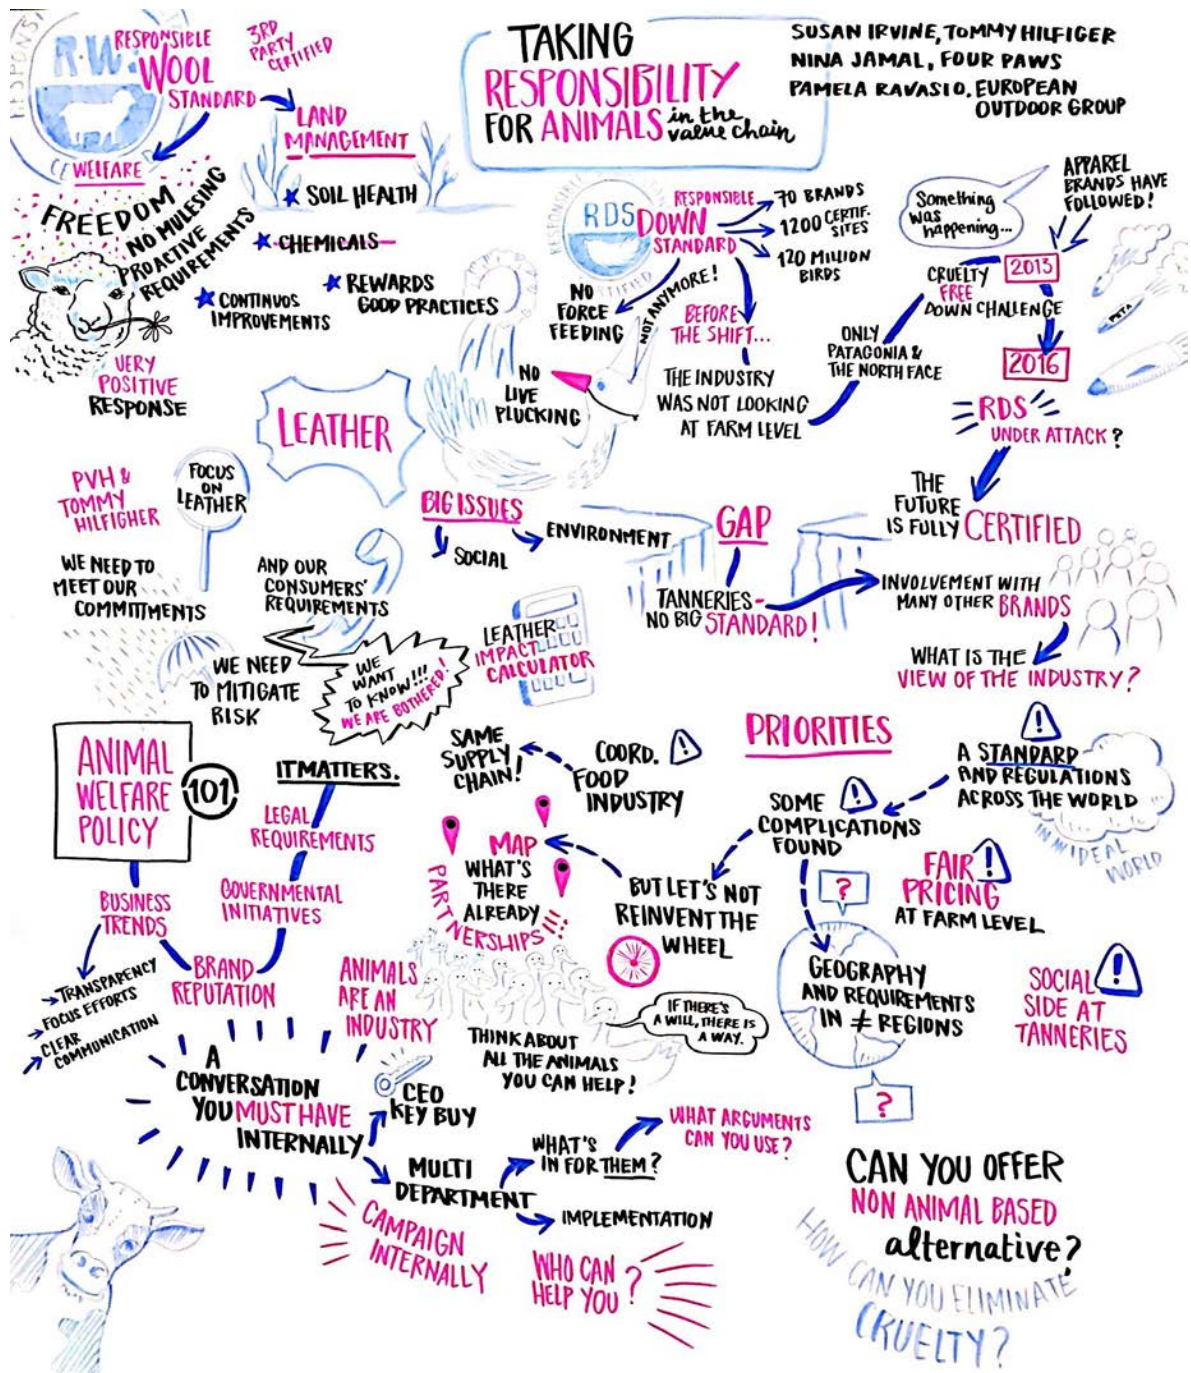 TAKING
RESPONSIBILITY
FOR ANIMALS in the
value chain
SUSAN IRVINE, TOMMY HILFIGER
NINA JAMAL, FOUR PAWS
PAMELA RAVASIO, EUROPEAN
OUTDOOR GROUP
R.W.
RESPONSIBLE
WOOL
STANDARD
3RD
PARTY
CERTIFIED
LAND
MANAGEMENT
SOIL HEALTH
CHEMICALS
REWARDS
GOOD PRACTICES
CONTINUOS
IMPROVEMENTS
WELFARE
FREEDOM
NO MULESING
PROACTIVE
REQUIREMENTS
VERY
POSITIVE
RESPONSE
RDS
RESPONSIBLE
DOWN
STANDARD
70 BRANDS
1200 CERTIF.
SITES
120 MILLION
BIRDS
NO
FORCE
FEEDING
NOT ANYMORE!
NO
LIVE
PLUCKING
BEFORE
THE SHIFT...
THE INDUSTRY
WAS NOT LOOKING
AT FARM LEVEL
ONLY
PATAGONIA &
THE NORTH FACE
CRUELTY
FREE
DOWN CHALLENGE
Something
was
happening...
APPAREL
BRANDS HAVE
FOLLOWED!
2013
PETA
2016
RDS
UNDER ATTACK?
THE
FUTURE
IS FULLY CERTIFIED
LEATHER
PVH &
TOMMY
HILFIGHER
FOCUS
ON
LEATHER
WE NEED TO
MEET OUR
COMMITTMENTS
AND OUR
CONSUMERS'
REQUIREMENTS
WE NEED
TO MITIGATE
RISK
WE
WANT
TO KNOW!!!
WE ARE BOTHERED!
BIG ISSUES
SOCIAL
ENVIRONMENT
LEATHER
IMPACT
CALCULATOR
GAP
TANNERIES-
NO BIG STANDARD!
INVOLVEMENT WITH
MANY OTHER BRANDS
WHAT IS THE
VIEW OF THE INDUSTRY?
PRIORITIES
A STANDARD
AND REGULATIONS
ACROSS THE WORLD
IN AN IDEAL
WORLD
SOME
COMPLICATIONS
FOUND
BUT LET'S NOT
REINVENT THE
WHEEL
MAP
WHAT'S
THERE
ALREADY
PARTNERSHIPS!!!
COORD.
FOOD
INDUSTRY
SAME
SUPPLY
CHAIN!
FAIR
PRICING
AT FARM LEVEL
?
GEOGRAPHY
AND REQUIREMENTS
IN ≠ REGIONS
?
SOCIAL
SIDE AT
TANNERIES
IF THERE'S
A WILL, THERE IS
A WAY.
THINK ABOUT
ALL THE ANIMALS
YOU CAN HELP!
ANIMAL
WELFARE
POLICY
101
IT MATTERS.
LEGAL
REQUIREMENTS
GOVERNMENTAL
INITIATIVES
BRAND
REPUTATION
BUSINESS
TRENDS
TRANSPARENCY
FOCUS EFFORTS
CLEAR
COMMUNICATION
ANIMALS
ARE AN
INDUSTRY
A
CONVERSATION
YOU MUST HAVE
INTERNALLY
CEO
KEY BUY
MULTI
DEPARTMENT
WHAT'S
IN FOR THEM?
WHAT ARGUMENTS
CAN YOU USE?
IMPLEMENTATION
CAMPAIGN
INTERNALLY
WHO CAN
HELP YOU?
CAN YOU OFFER
NON ANIMAL BASED
alternative?
HOW CAN YOU ELIMINATE
CRUELTY?